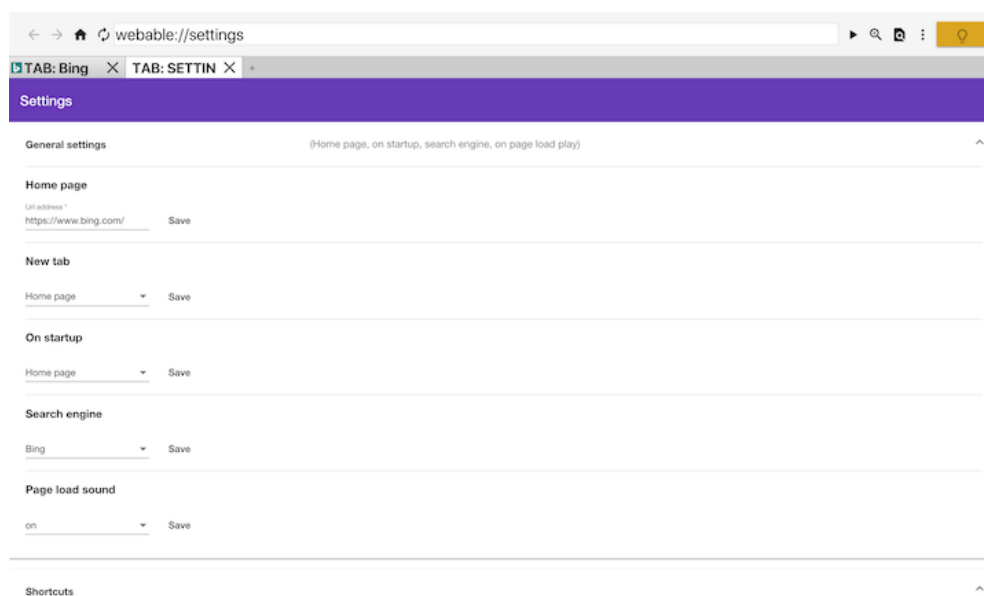 webable://settings
TAB: Bing TAB: SETTIN
Settings
General settings (Home page, on startup, search engine, on page load play)
Home page
Url address *
https://www.bing.com/ Save
New tab
Home page Save
On startup
Home page Save
Search engine
Bing Save
Page load sound
on Save
Shortcuts